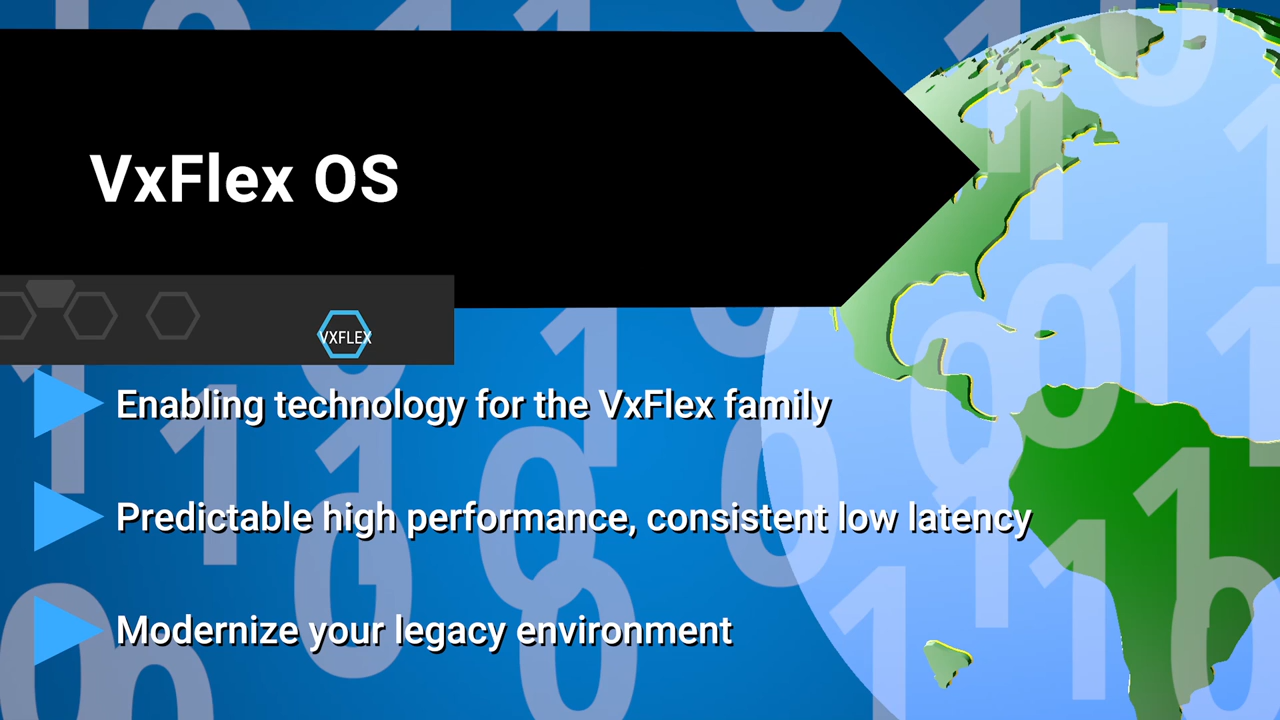 VxFlex OS
VXFLEX
Enabling technology for the VxFlex family
Predictable high performance, consistent low latency
Modernize your legacy environment